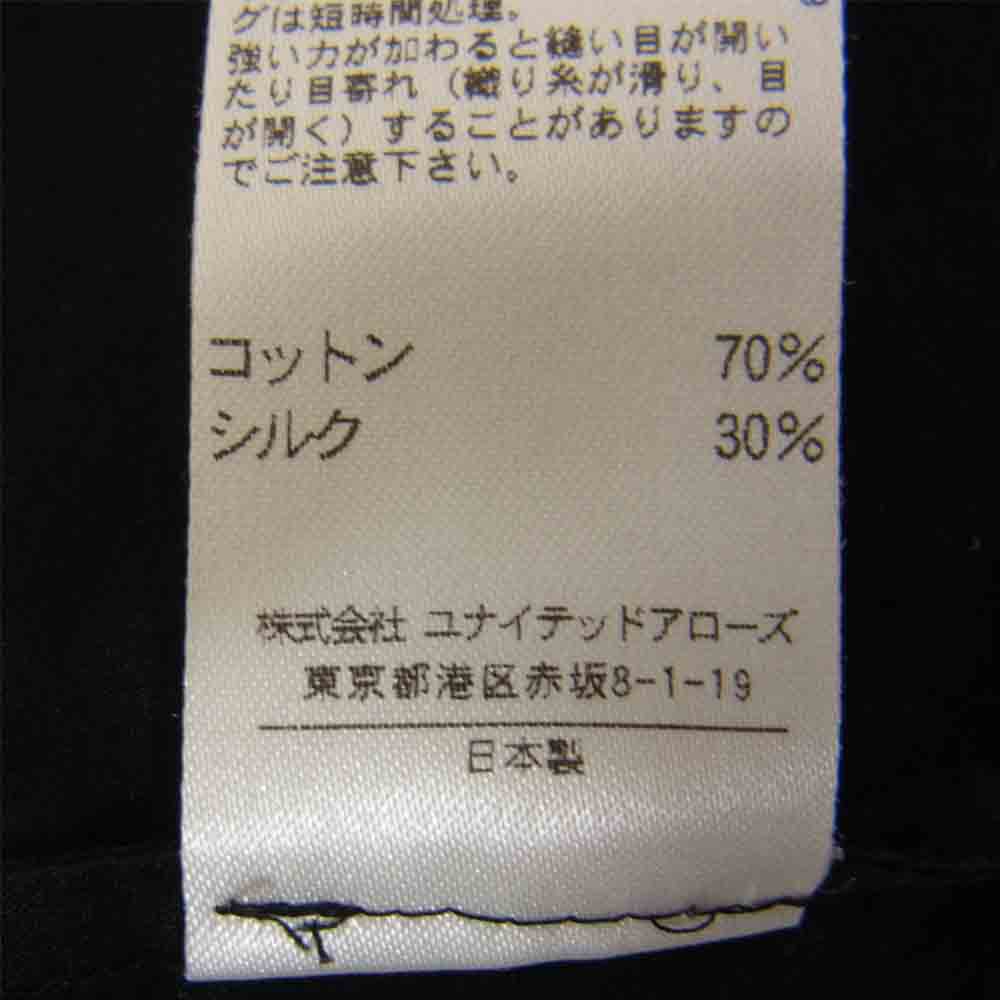 グは短時間処理。
強い力が加わると縫い目が開い
たり目寄れ（織り糸が滑り、目
が開く）することがありますの
でご注意下さい。
コットン 70%
シルク 30%
株式会社 ユナイテッドアローズ
東京都港区赤坂8-1-19
日本製